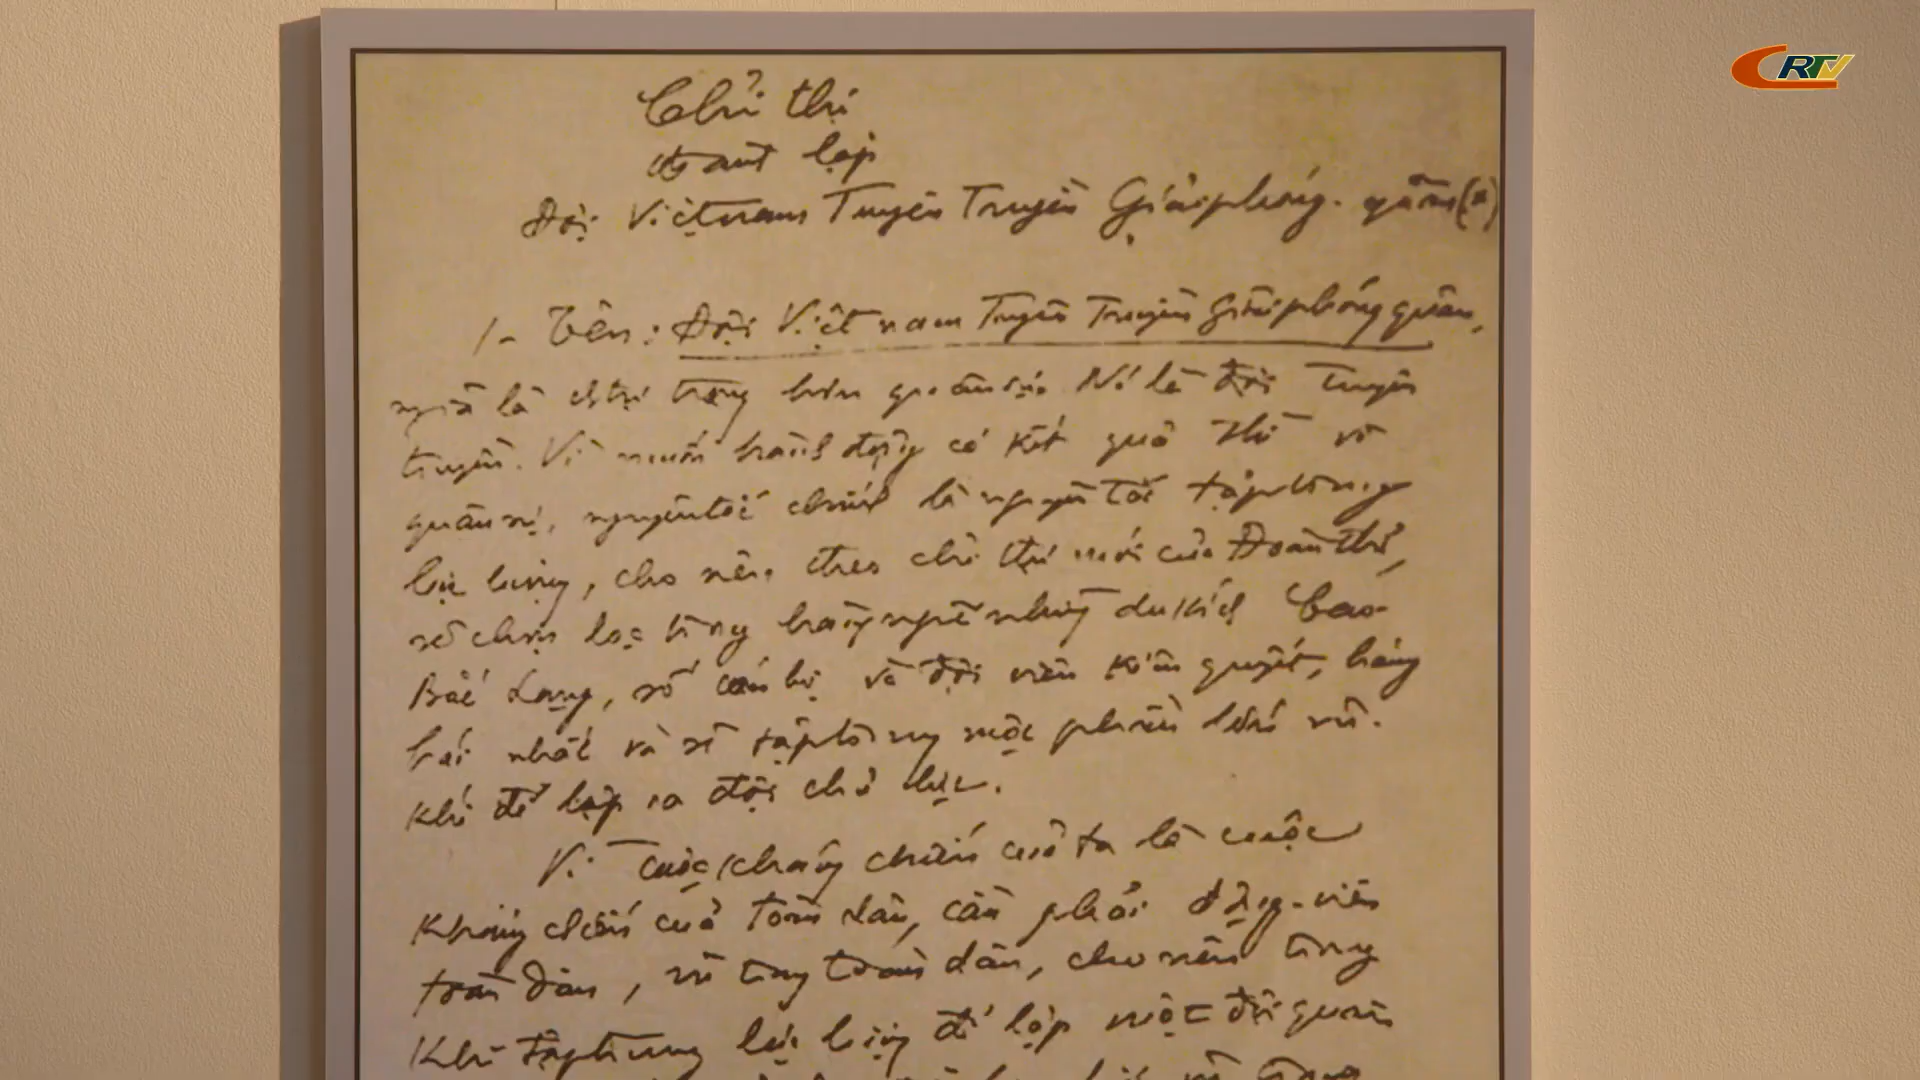 CRTV
Chỉ thị
thành lập
Đội Việt nam Tuyên Truyền Giải phóng quân (x)
1- Tên: Đội Việt nam Tuyên Truyền Giải phóng quân,
nghĩa là chính trị trọng hơn quân sự. Nó là đội Tuyên
truyền. Vì muốn hành động có kết quả thì về
quân sự, nguyên tắc chính là nguyên tắc tập trung
lực lượng, cho nên, theo chỉ thị mới của Đoàn thể,
sẽ chọn lọc trong hàng ngũ những du kích Cao
Bắc Lạng, số cán bộ và đội viên kiên quyết, hăng
hái nhất và sẽ tập trung một phần lớn vũ
khí để lập ra đội chủ lực.
Vì cuộc kháng chiến của ta là cuộc
kháng chiến của toàn dân, cần phải động viên
toàn dân, vũ trang toàn dân, cho nên trong
khi tập trung lực lượng để lập một đội quân